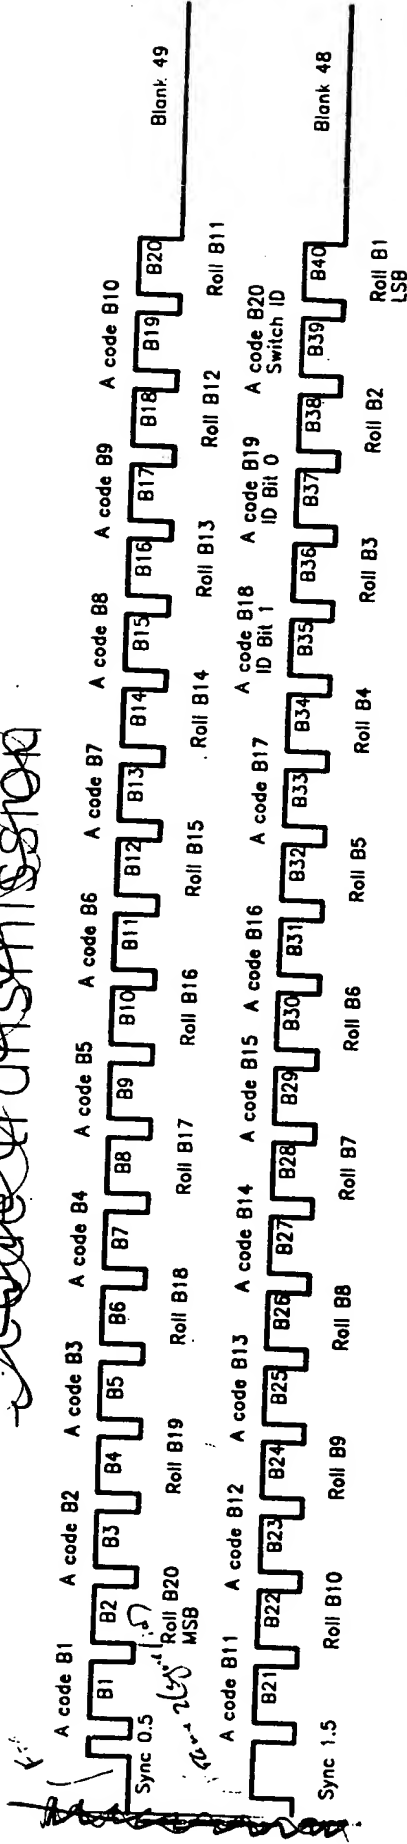 A code B1 A code B2 A code B3 A code B4 A code B5 A code B6 A code B7 A code B8 A code B9 A code B10
B1 B2 B3 B4 B5 B6 B7 B8 B9 B10 B11 B12 B13 B14 B15 B16 B17 B18 B19 B20 Blank 49
Sync 0.5 Roll B20 Roll B19 Roll B18 Roll B17 Roll B16 Roll B15 Roll B14 Roll B13 Roll B12 Roll B11
MSB
A code B11 A code B12 A code B13 A code B14 A code B15 A code B16 A code B17 A code B18 A code B19 A code B20
ID Bit 1 ID Bit 0 Switch ID
B21 B22 B23 B24 B25 B26 B27 B28 B29 B30 B31 B32 B33 B34 B35 B36 B37 B38 B39 B40 Blank 48
Sync 1.5 Roll B10 Roll B9 Roll B8 Roll B7 Roll B6 Roll B5 Roll B4 Roll B3 Roll B2 Roll B1
LSB